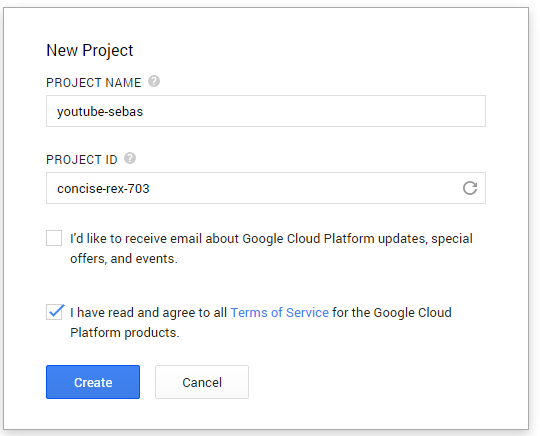 New Project
PROJECT NAME
youtube-sebas
PROJECT ID
concise-rex-703
I'd like to receive email about Google Cloud Platform updates, special
offers, and events.
I have read and agree to all Terms of Service for the Google Cloud
Platform products.
Create Cancel